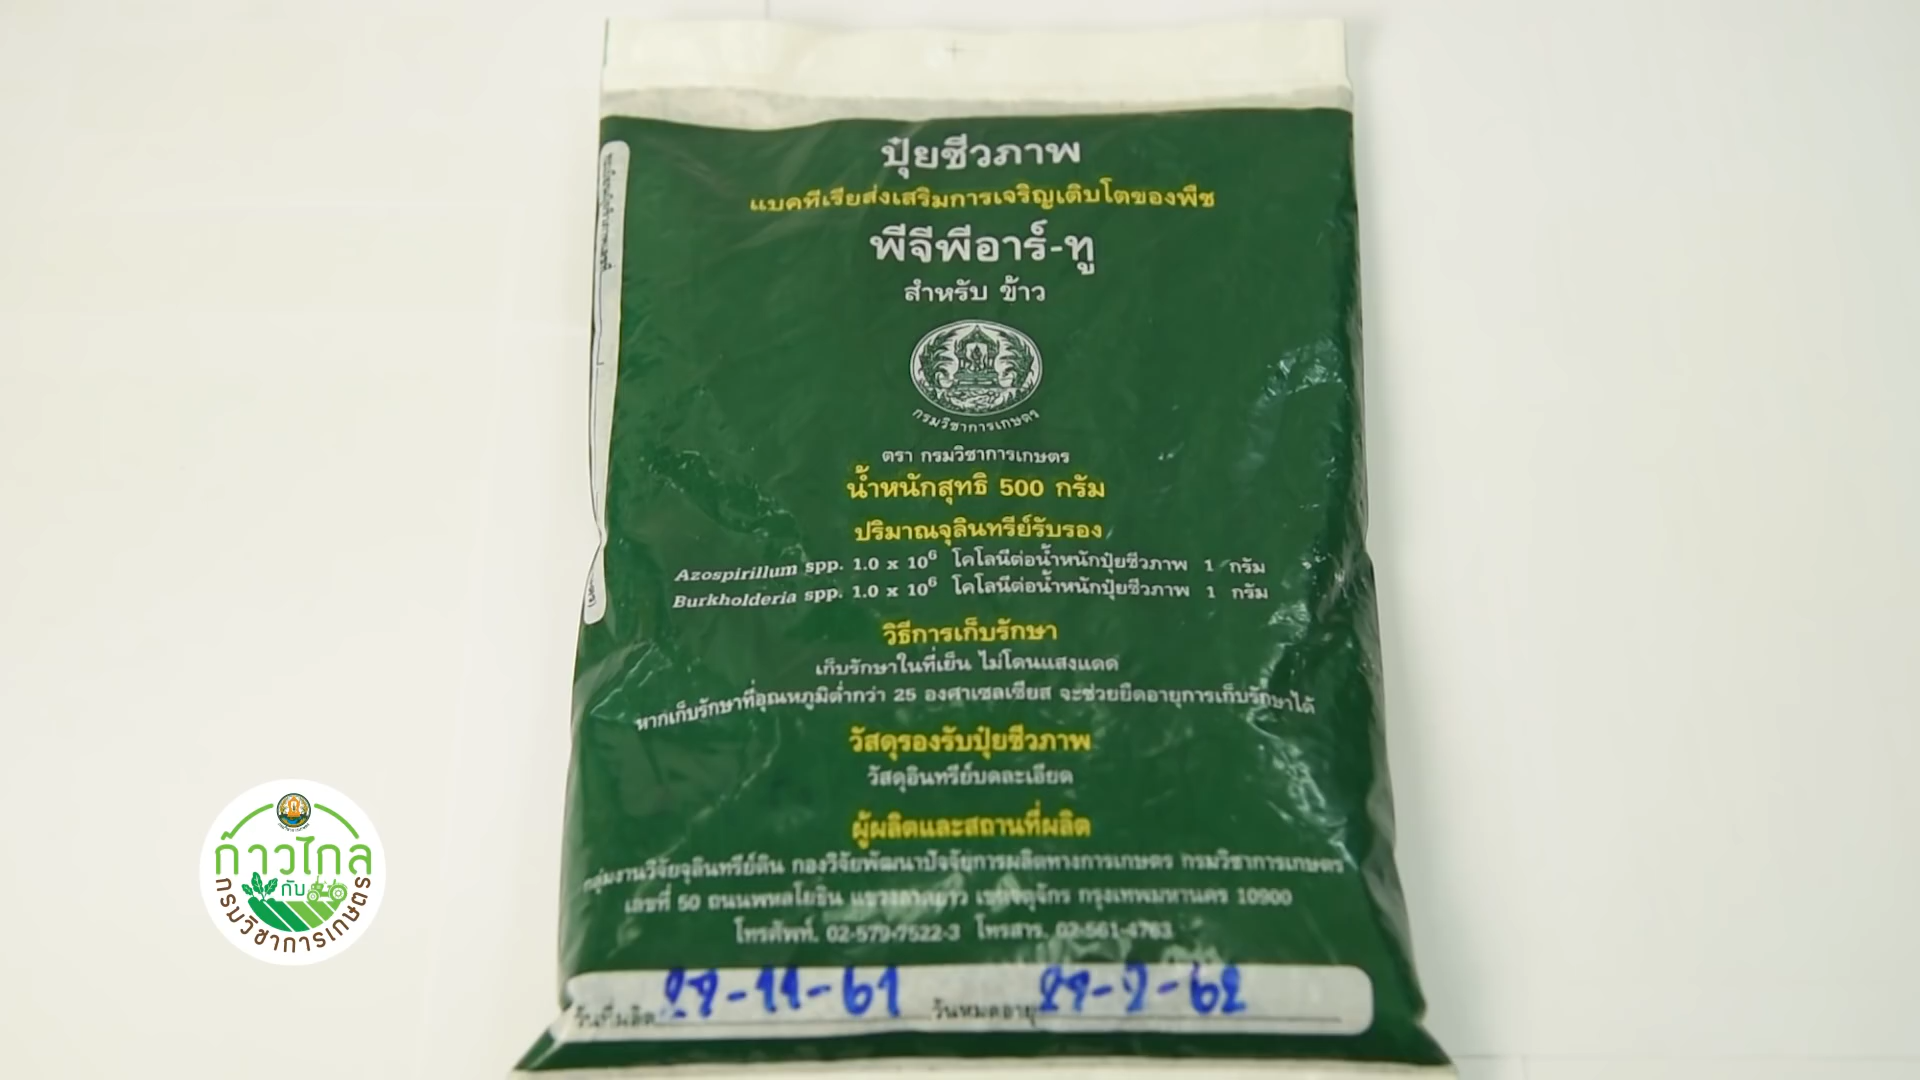 ปุ๋ยชีวภาพ
แบคทีเรียส่งเสริมการเจริญเติบโตของพืช
พีจีพีอาร์-ทู
สำหรับ ข้าว
กรมวิชาการเกษตร
ตรา กรมวิชาการเกษตร
น้ำหนักสุทธิ 500 กรัม
ปริมาณจุลินทรีย์รับรอง
Azospirillum spp. 1.0 x 10⁶ โคโลนีต่อน้ำหนักปุ๋ยชีวภาพ 1 กรัม
Burkholderia spp. 1.0 x 10⁶ โคโลนีต่อน้ำหนักปุ๋ยชีวภาพ 1 กรัม
วิธีการเก็บรักษา
เก็บรักษาในที่เย็น ไม่โดนแสงแดด
หากเก็บรักษาที่อุณหภูมิต่ำกว่า 25 องศาเซลเซียส จะช่วยยืดอายุการเก็บรักษาได้
วัสดุรองรับปุ๋ยชีวภาพ
วัสดุอินทรีย์บดละเอียด
ผู้ผลิตและสถานที่ผลิต
กลุ่มงานวิจัยจุลินทรีย์ดิน กองวิจัยพัฒนาปัจจัยการผลิตทางการเกษตร กรมวิชาการเกษตร
เลขที่ 50 ถนนพหลโยธิน แขวงลาดยาว เขตจตุจักร กรุงเทพมหานคร 10900
โทรศัพท์. 02-579-7522-3 โทรสาร. 02-561-4763
วันที่ผลิต -11-61 วันหมดอายุ -62
ก้าวไกล
กับ
กรมวิชาการเกษตร